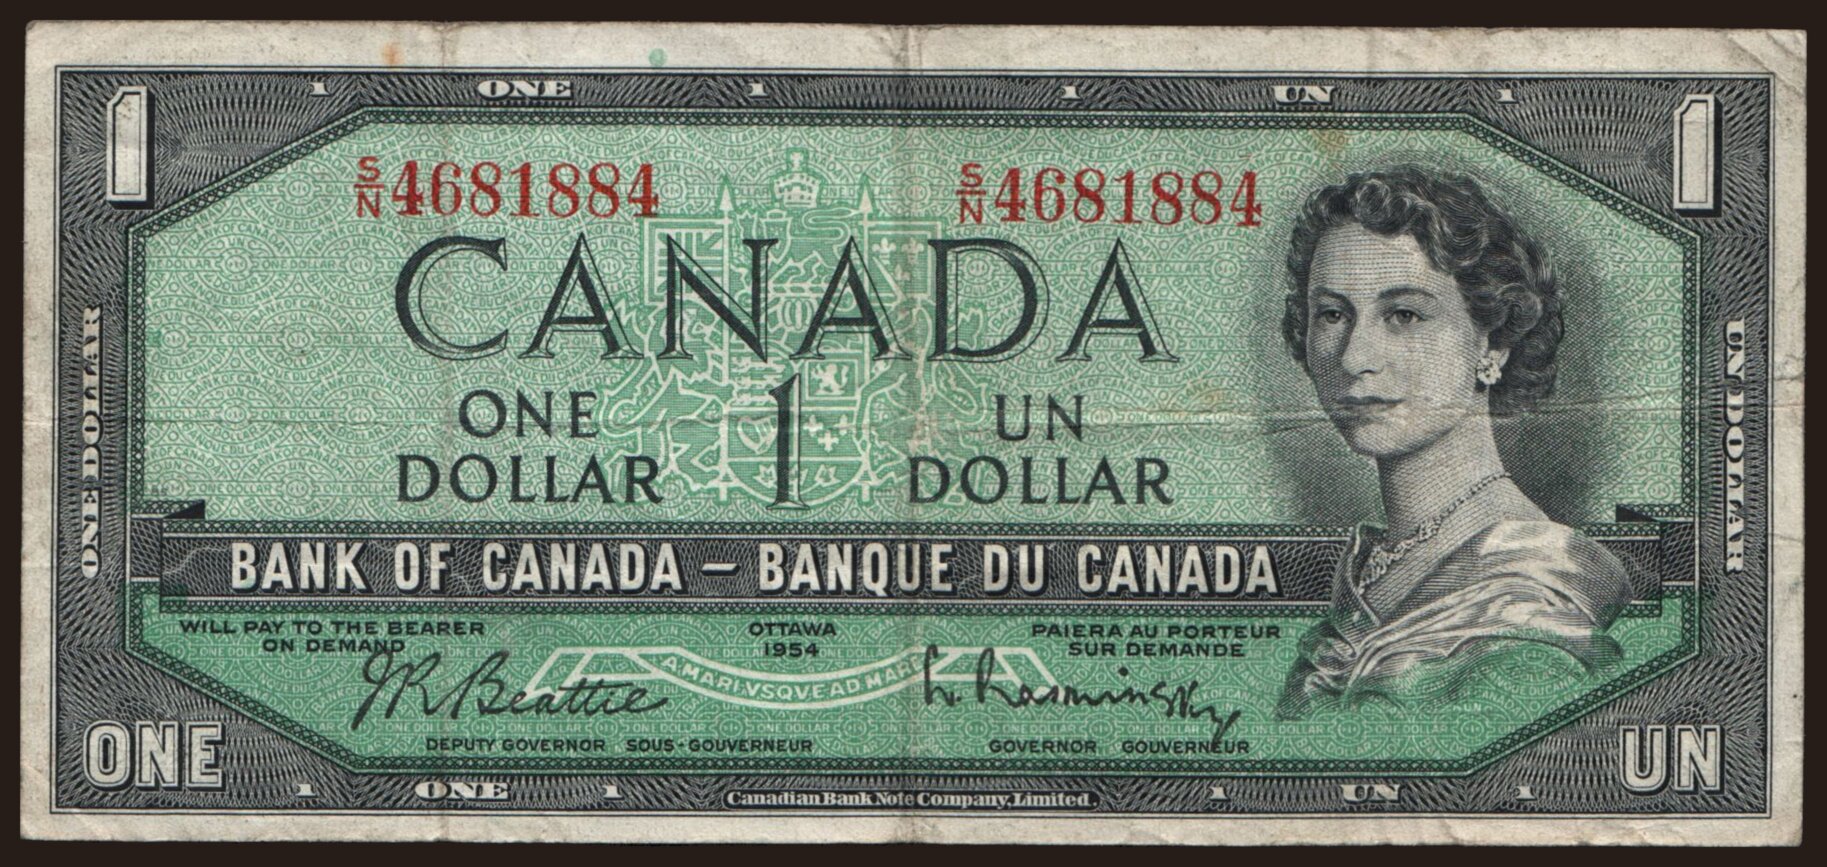 1 ONE 1 1 UN 1
1 1
S/N 4681884 S/N 4681884
CANADA
ONE DOLLAR 1 UN DOLLAR
ONE DOLLAR
UN DOLLAR
BANK OF CANADA – BANQUE DU CANADA
WILL PAY TO THE BEARER
ON DEMAND
OTTAWA
1954
PAIERA AU PORTEUR
SUR DEMANDE
A MARI VSQVE AD MARE
J R Beattie L. Rasminsky
DEPUTY GOVERNOR SOUS-GOUVERNEUR
GOVERNOR GOUVERNEUR
ONE UN
1 ONE 1 Canadian Bank Note Company, Limited. 1 UN 1